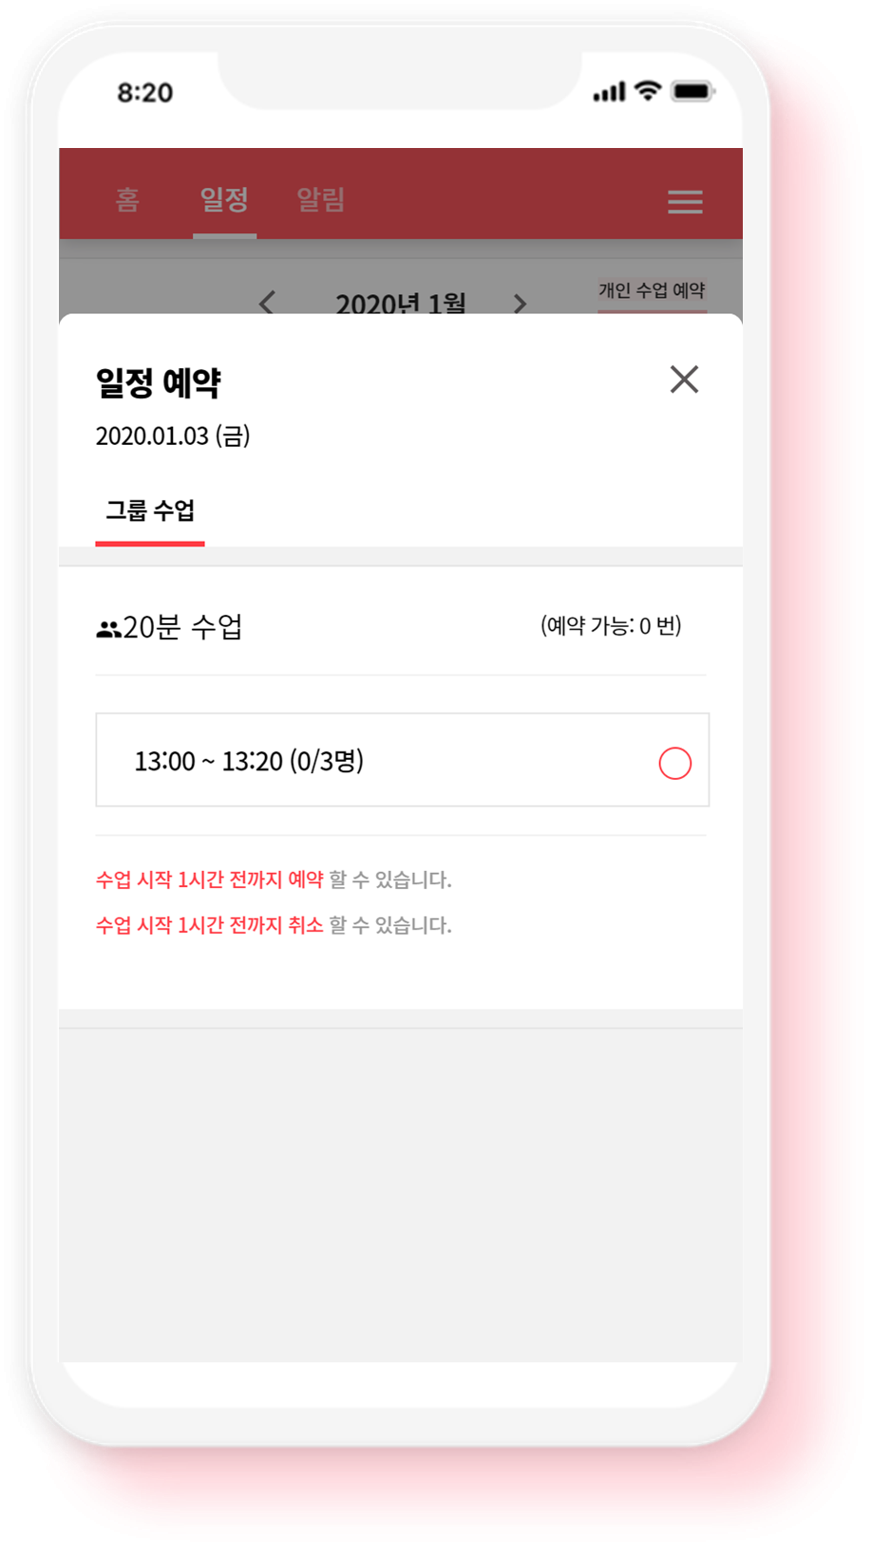 8:20
홈 일정 알림
2020년 1월 개인 수업 예약
일정 예약
2020.01.03 (금)
그룹 수업
20분 수업 (예약 가능: 0 번)
13:00 ~ 13:20 (0/3명)
수업 시작 1시간 전까지 예약 할 수 있습니다.
수업 시작 1시간 전까지 취소 할 수 있습니다.